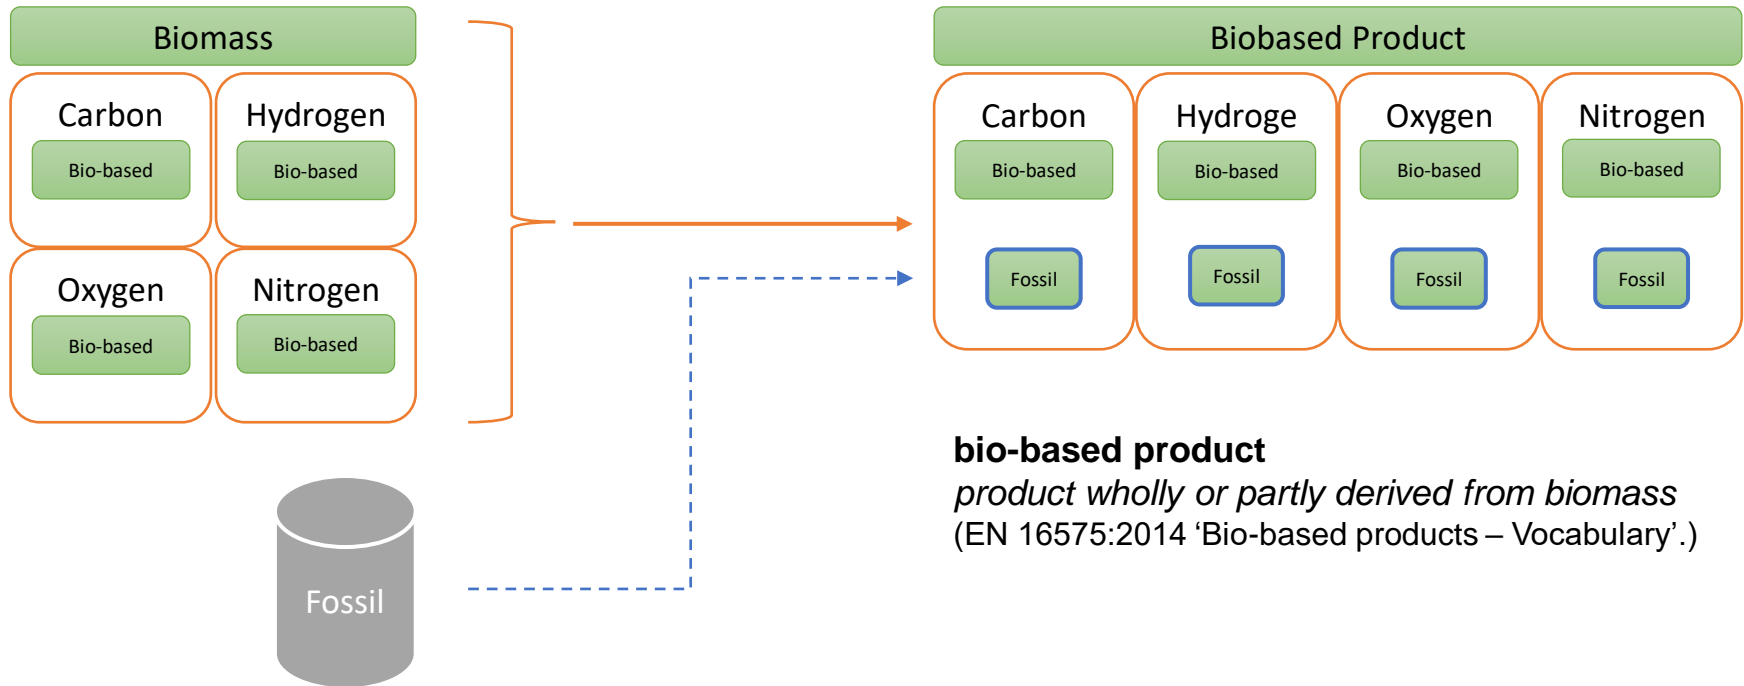 Biomass
Carbon
Hydrogen
Bio-based
Bio-based
Oxygen
Nitrogen
Bio-based
Bio-based
Fossil
Biobased Product
Carbon
Hydroge
Oxygen
Nitrogen
Bio-based
Bio-based
Bio-based
Bio-based
Fossil
Fossil
Fossil
Fossil
bio-based product
product wholly or partly derived from biomass
(EN 16575:2014 ‘Bio-based products – Vocabulary’.)